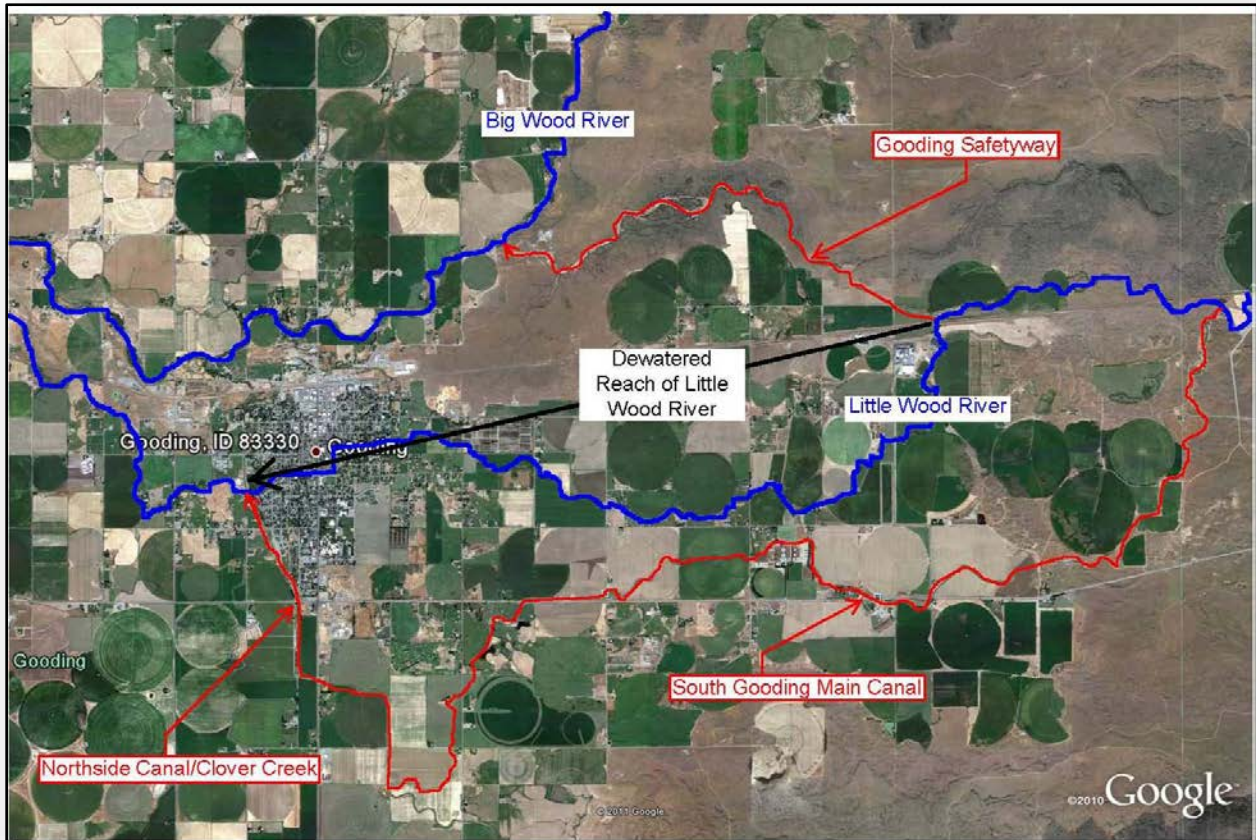 Big Wood River
Gooding Safetyway
Dewatered
Reach of Little
Wood River
Little Wood River
Gooding, ID 83330
Gooding
South Gooding Main Canal
Gooding
Northside Canal/Clover Creek
© 2011 Google
©2010 Google